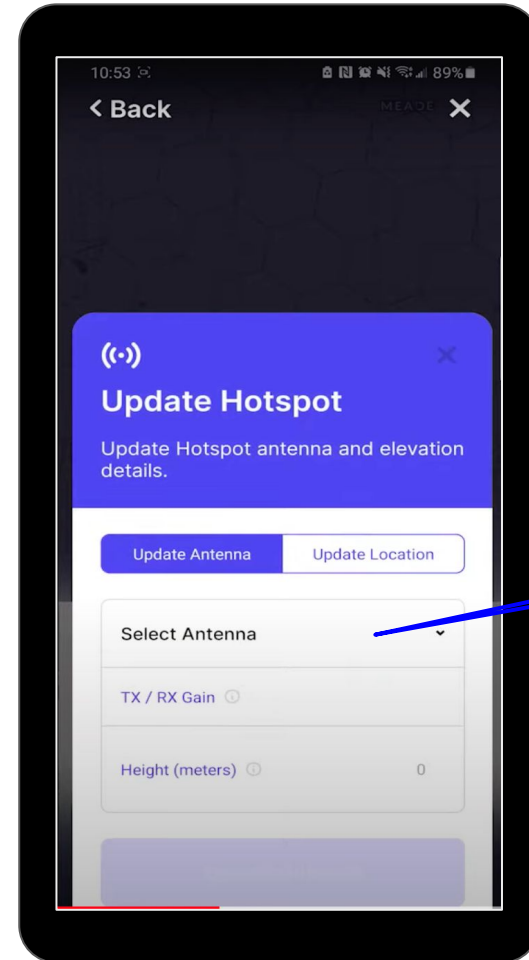 10:53
89%
< Back
MEADE
Update Hotspot
Update Hotspot antenna and elevation
details.
Update Antenna
Update Location
Select Antenna
TX / RX Gain
Height (meters)
0